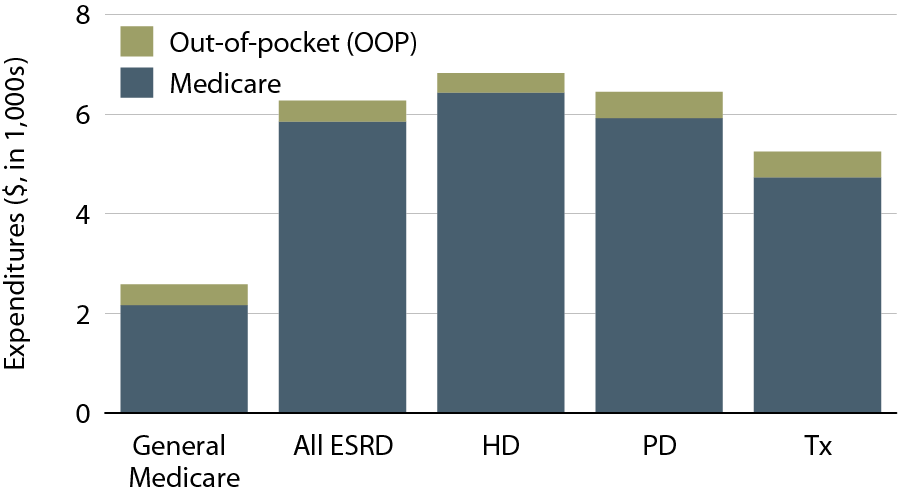 8
6
4
2
0
Expenditures ($, in 1,000s)
Out-of-pocket (OOP)
Medicare
General
Medicare
All ESRD
HD
PD
Tx